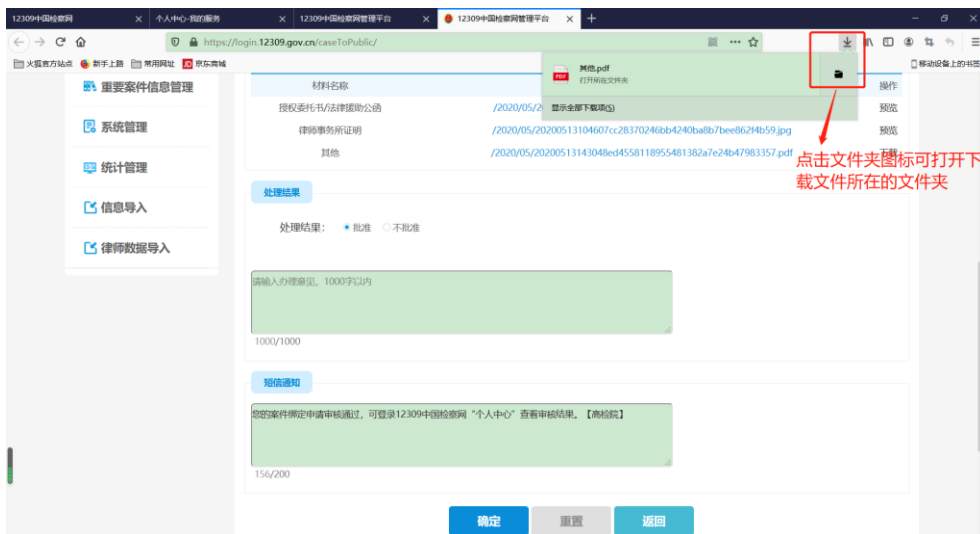 12309中国检察网
个人中心-我的服务
12309中国检察网管理平台
12309中国检察网管理平台
https://login.12309.gov.cn/caseToPublic/
火狐官方站点
新手上路
常用网址
JD 京东商城
移动设备上的书签
其他.pdf
打开所在文件夹
显示全部下载项(S)
重要案件信息管理
系统管理
统计管理
信息导入
律师数据导入
材料名称
操作
授权委托书/法律援助公函
/2020/05/2
预览
律师事务所证明
/2020/05/20200513104607cc28370246bb4240ba8b7bee862f4b59.jpg
预览
其他
/2020/05/20200513143048ed4558118955481382a7e24b47983357.pdf
下载
点击文件夹图标可打开下
载文件所在的文件夹
处理结果
处理结果： 批准 不批准
请输入办理意见，1000字以内
1000/1000
短信通知
您的案件绑定申请审核通过，可登录12309中国检察网“个人中心”查看审核结果。【高检院】
156/200
确定
重置
返回